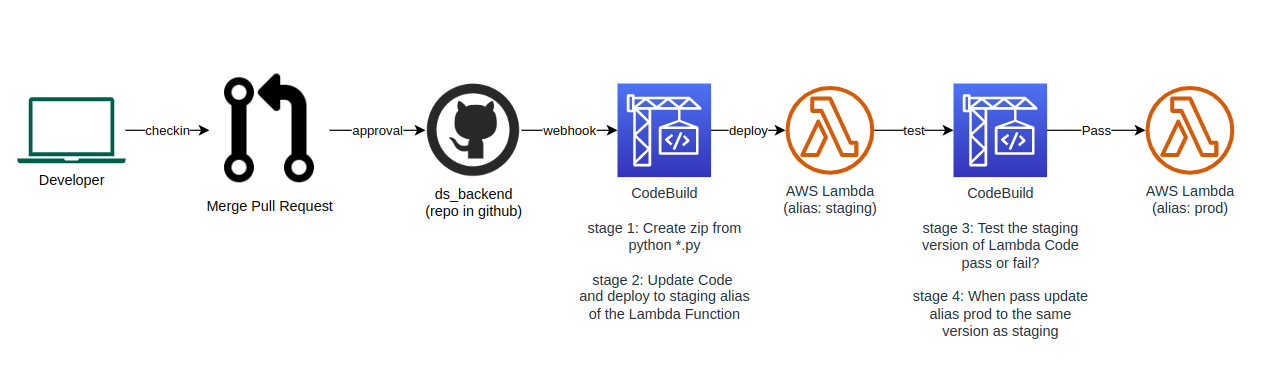 checkin
approval
webhook
deploy
test
Pass
Developer
Merge Pull Request
ds_backend
(repo in github)
CodeBuild
stage 1: Create zip from
python *.py
stage 2: Update Code
and deploy to staging alias
of the Lambda Function
AWS Lambda
(alias: staging)
CodeBuild
stage 3: Test the staging
version of Lambda Code
pass or fail?
stage 4: When pass update
alias prod to the same
version as staging
AWS Lambda
(alias: prod)